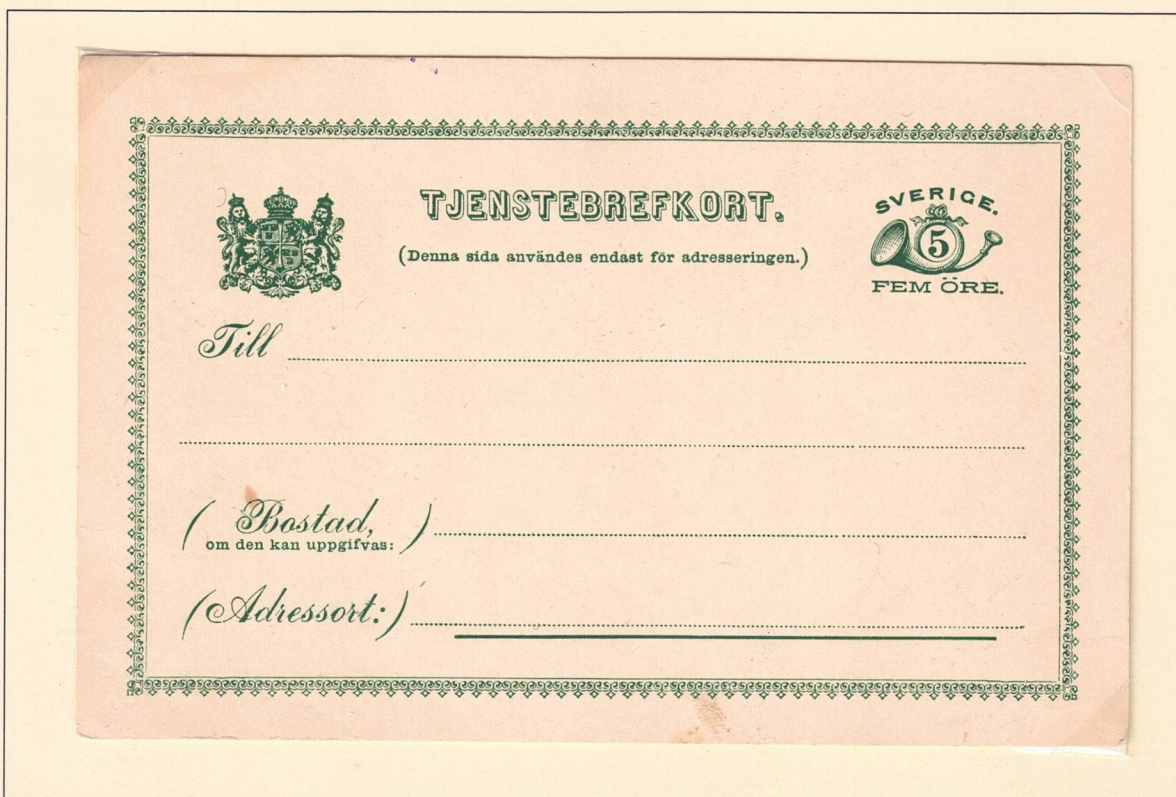 TJENSTEBREFKORT.
(Denna sida användes endast för adresseringen.)
SVERIGE.
5
FEM ÖRE.
Till
(Bostad,
om den kan uppgifvas:)
(Adressort:)